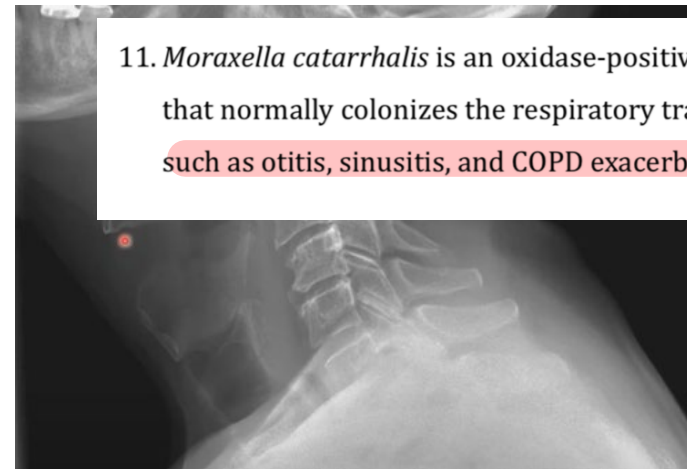 11. Moraxella catarrhalis is an oxidase-positiv
that normally colonizes the respiratory tra
such as otitis, sinusitis, and COPD exacerb